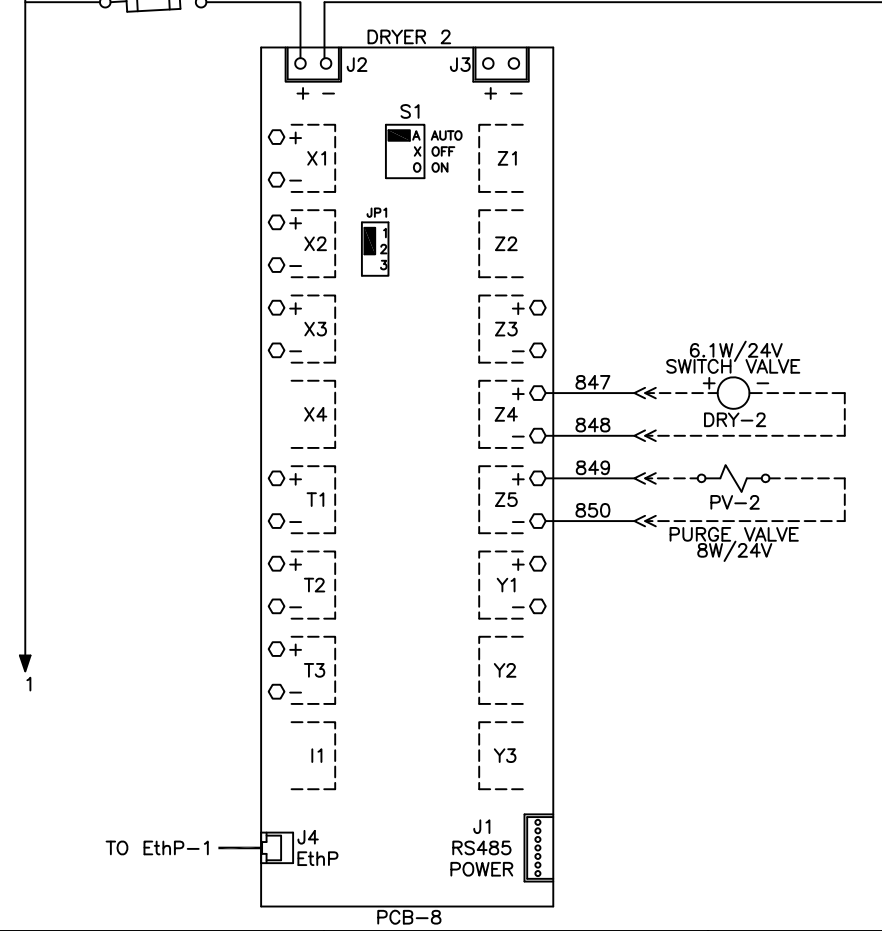 DRYER 2
J2
J3
+ −
+ −
S1
A AUTO
X OFF
O ON
+
X1
−
Z1
JP1
1
2
3
+
X2
−
Z2
+
X3
−
+
Z3
−
6.1W/24V
SWITCH VALVE
+ −
DRY−2
X4
+
Z4
−
847
848
+
T1
−
+
Z5
−
849
850
PV−2
PURGE VALVE
8W/24V
+
T2
−
+
Y1
−
+
T3
−
Y2
1
I1
Y3
TO EthP−1
J4
EthP
J1
RS485
POWER
PCB−8